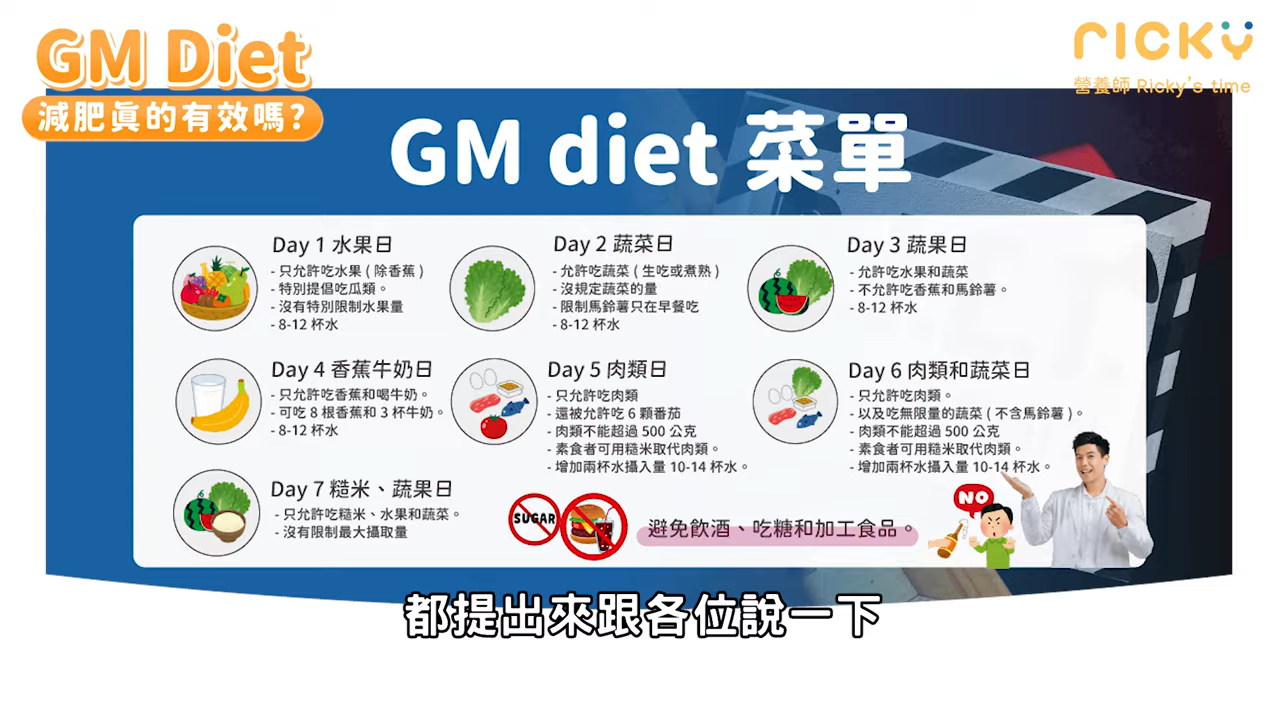 GM Diet
減肥真的有效嗎?
RICKY
營養師 Ricky's time
GM diet 菜單
Day 1 水果日
- 只允許吃水果 ( 除香蕉 )
- 特別提倡吃瓜類。
- 沒有特別限制水果量
- 8-12 杯水
Day 2 蔬菜日
- 允許吃蔬菜 ( 生吃或煮熟 )
- 沒規定蔬菜的量
- 限制馬鈴薯只在早餐吃
- 8-12 杯水
Day 3 蔬果日
- 允許吃水果和蔬菜
- 不允許吃香蕉和馬鈴薯。
- 8-12 杯水
Day 4 香蕉牛奶日
- 只允許吃香蕉和喝牛奶。
- 可吃 8 根香蕉和 3 杯牛奶。
- 8-12 杯水
Day 5 肉類日
- 只允許吃肉類
- 還被允許吃 6 顆番茄
- 肉類不能超過 500 公克
- 素食者可用糙米取代肉類。
- 增加兩杯水攝入量 10-14 杯水。
Day 6 肉類和蔬菜日
- 只允許吃肉類。
- 以及吃無限量的蔬菜 ( 不含馬鈴薯 )。
- 肉類不能超過 500 公克
- 素食者可用糙米取代肉類。
- 增加兩杯水攝入量 10-14 杯水。
Day 7 糙米、蔬果日
- 只允許吃糙米、水果和蔬菜。
- 沒有限制最大攝取量
SUGAR
避免飲酒、吃糖和加工食品。
NO
都提出來跟各位說一下